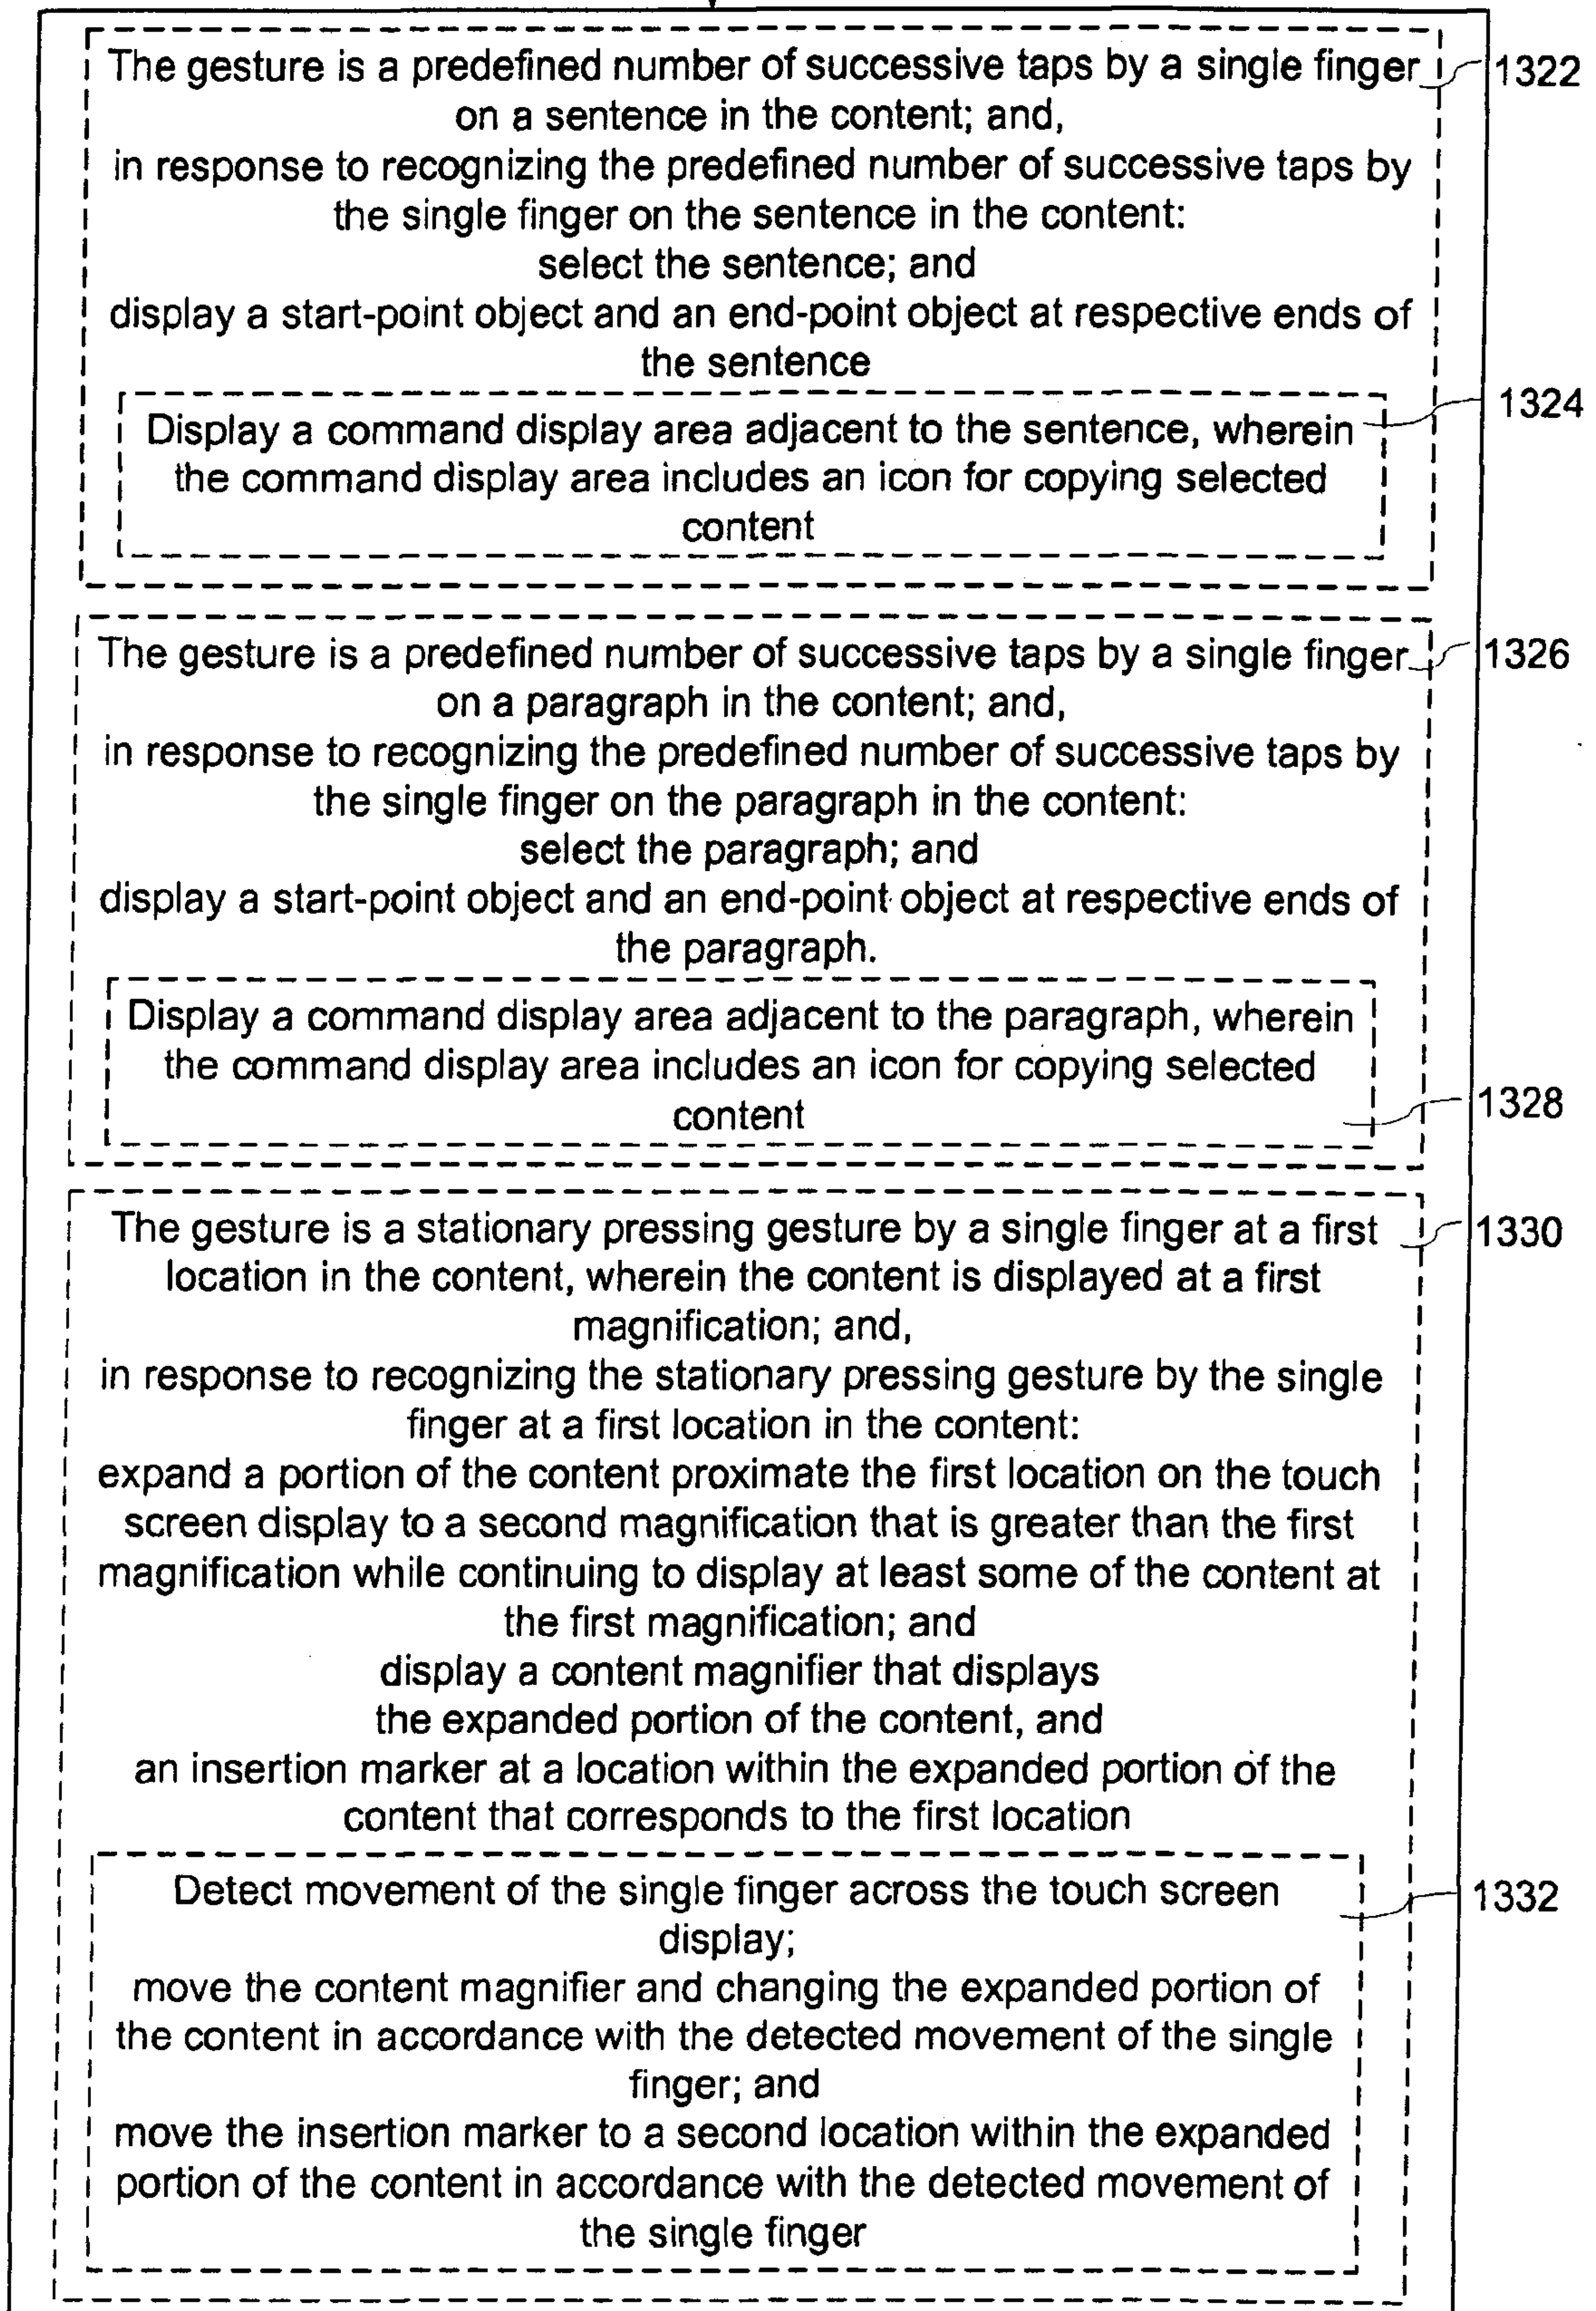 The gesture is a predefined number of successive taps by a single finger 1322
on a sentence in the content; and,
in response to recognizing the predefined number of successive taps by
the single finger on the sentence in the content:
select the sentence; and
display a start-point object and an end-point object at respective ends of
the sentence
1324
Display a command display area adjacent to the sentence, wherein
the command display area includes an icon for copying selected
content
The gesture is a predefined number of successive taps by a single finger 1326
on a paragraph in the content; and,
in response to recognizing the predefined number of successive taps by
the single finger on the paragraph in the content:
select the paragraph; and
display a start-point object and an end-point object at respective ends of
the paragraph.
Display a command display area adjacent to the paragraph, wherein
the command display area includes an icon for copying selected
content 1328
The gesture is a stationary pressing gesture by a single finger at a first 1330
location in the content, wherein the content is displayed at a first
magnification; and,
in response to recognizing the stationary pressing gesture by the single
finger at a first location in the content:
expand a portion of the content proximate the first location on the touch
screen display to a second magnification that is greater than the first
magnification while continuing to display at least some of the content at
the first magnification; and
display a content magnifier that displays
the expanded portion of the content, and
an insertion marker at a location within the expanded portion of the
content that corresponds to the first location
Detect movement of the single finger across the touch screen 1332
display;
move the content magnifier and changing the expanded portion of
the content in accordance with the detected movement of the single
finger; and
move the insertion marker to a second location within the expanded
portion of the content in accordance with the detected movement of
the single finger